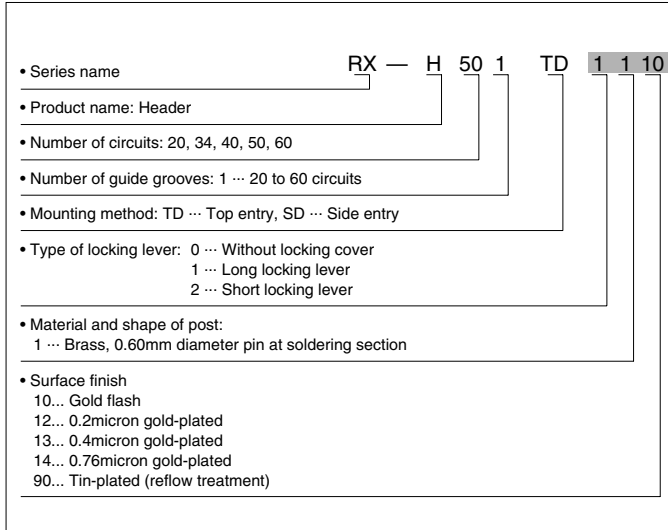 RX — H 50 1 TD 1 1 10
• Series name
• Product name: Header
• Number of circuits: 20, 34, 40, 50, 60
• Number of guide grooves: 1 ··· 20 to 60 circuits
• Mounting method: TD ··· Top entry, SD ··· Side entry
• Type of locking lever: 0 ··· Without locking cover
1 ··· Long locking lever
2 ··· Short locking lever
• Material and shape of post:
1 ··· Brass, 0.60mm diameter pin at soldering section
• Surface finish
10... Gold flash
12... 0.2micron gold-plated
13... 0.4micron gold-plated
14... 0.76micron gold-plated
90... Tin-plated (reflow treatment)